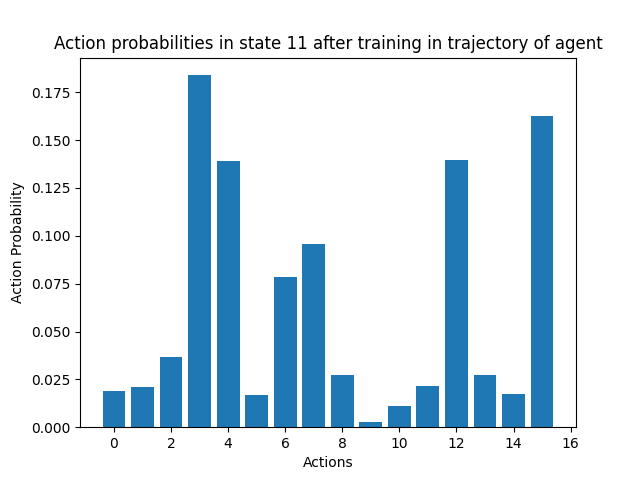 Action probabilities in state 11 after training in trajectory of agent
0.175
0.150
0.125
0.100
0.075
0.050
0.025
0.000
Action Probability
0 2 4 6 8 10 12 14 16
Actions